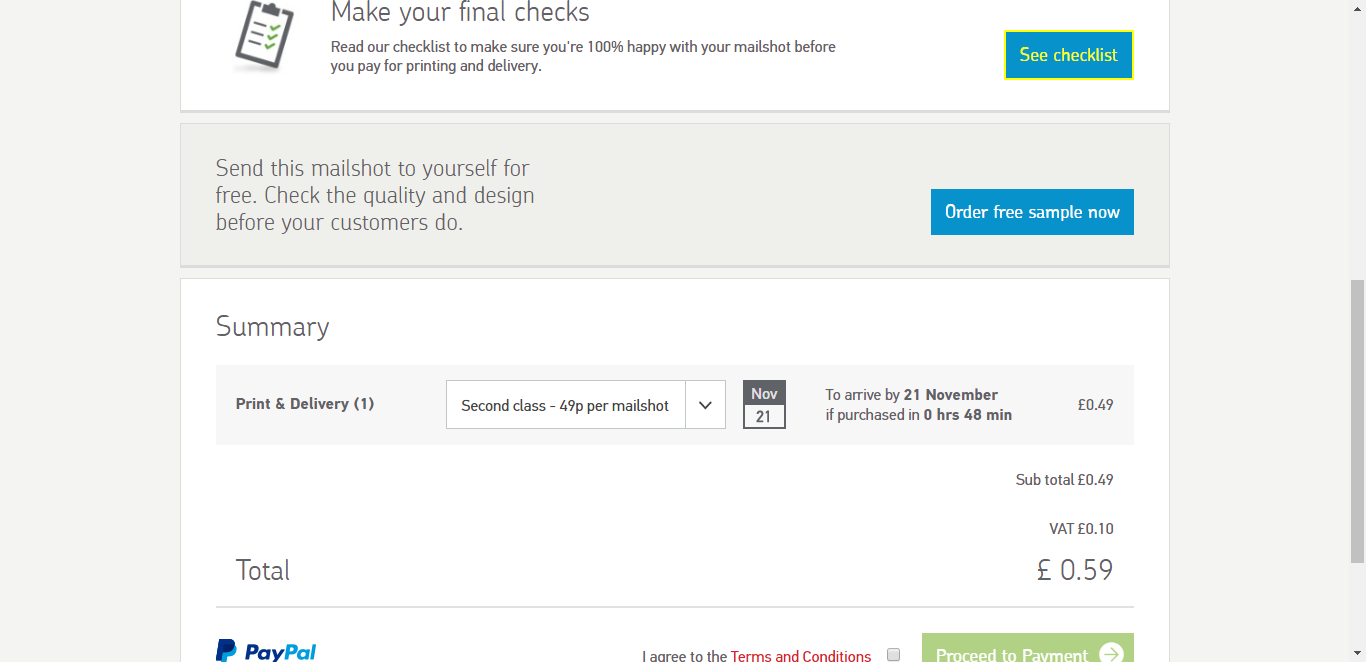 Make your final checks
Read our checklist to make sure you're 100% happy with your mailshot before
you pay for printing and delivery.
See checklist
Send this mailshot to yourself for
free. Check the quality and design
before your customers do.
Order free sample now
Summary
Print & Delivery (1)
Second class - 49p per mailshot
Nov
21
To arrive by 21 November
if purchased in 0 hrs 48 min
£0.49
Sub total £0.49
VAT £0.10
Total
£ 0.59
PayPal
I agree to the Terms and Conditions
Proceed to Payment